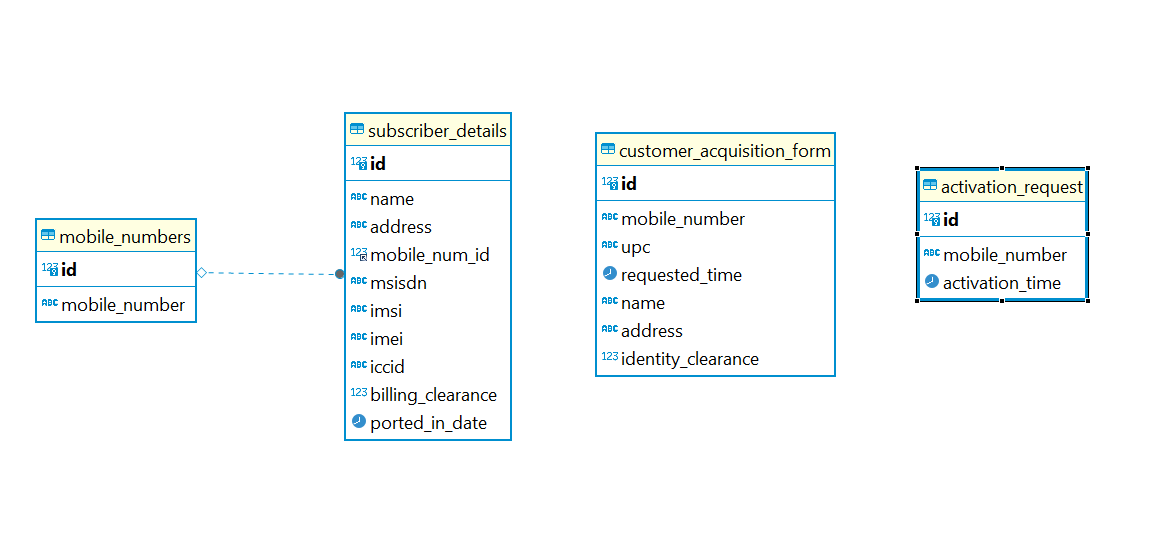 mobile_numbers
123 id
ABC mobile_number
subscriber_details
123 id
ABC name
ABC address
123 mobile_num_id
ABC msisdn
ABC imsi
ABC imei
ABC iccid
123 billing_clearance
ported_in_date
customer_acquisition_form
123 id
ABC mobile_number
ABC upc
requested_time
ABC name
ABC address
123 identity_clearance
activation_request
123 id
ABC mobile_number
activation_time